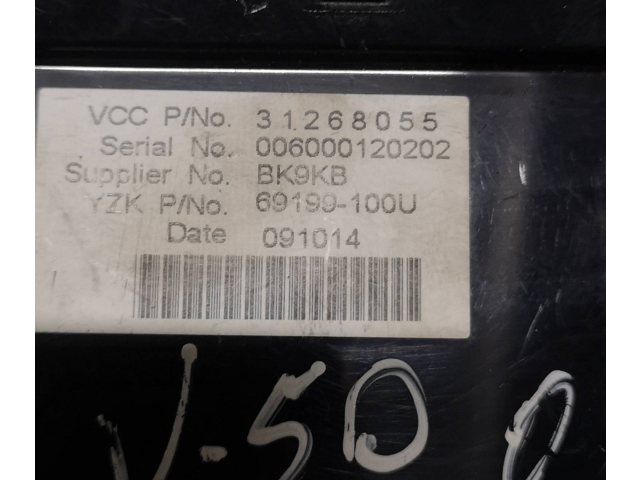 VCC P/No. 31268055
Serial No. 006000120202
Supplier No. BK9KB
YZK P/No. 69199-100U
Date 091014
V-50